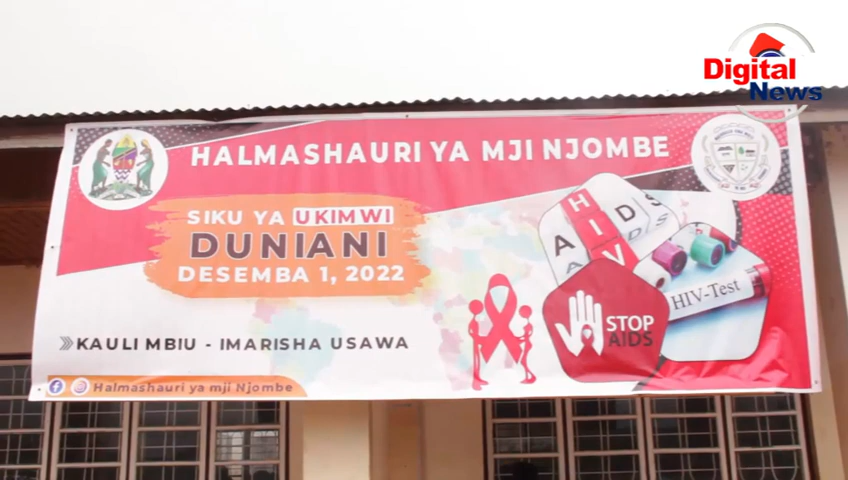 Digital
News
HALMASHAURI YA MJI NJOMBE
SIKU YA UKIMWI
DUNIANI
DESEMBA 1, 2022
KAULI MBIU - IMARISHA USAWA
Halmashauri ya mji Njombe
HIV
AIDS
HIV-Test
STOP
AIDS